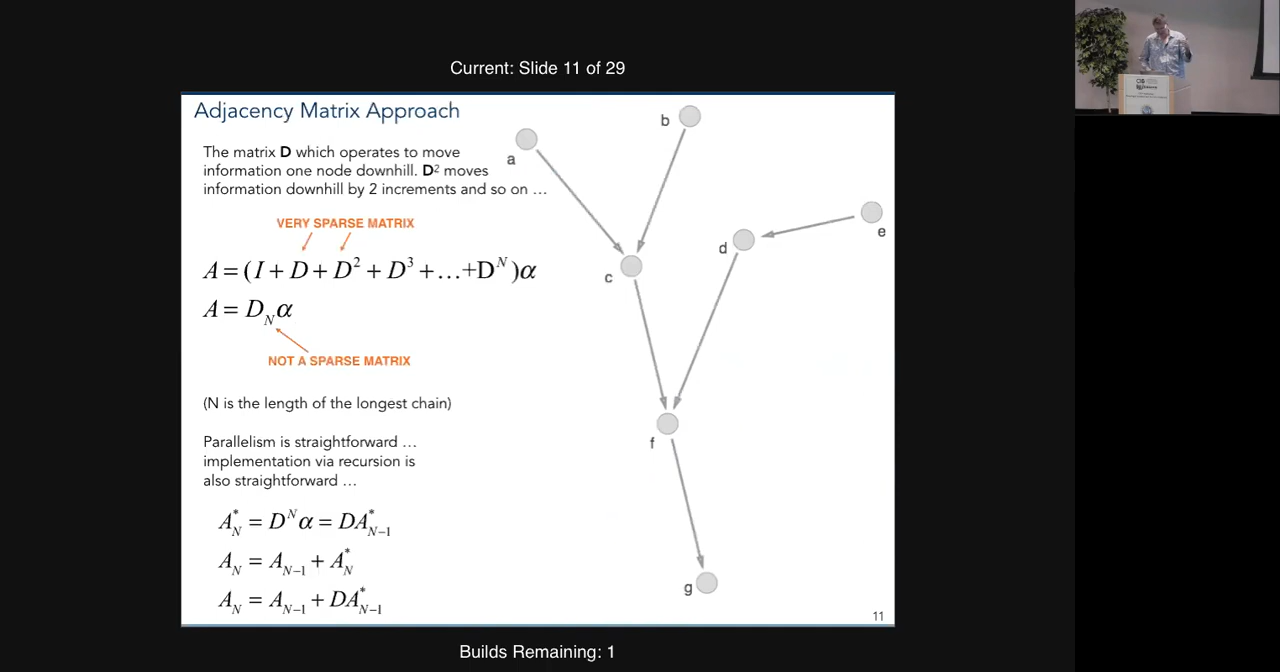 Current: Slide 11 of 29
Adjacency Matrix Approach
The matrix D which operates to move
information one node downhill. D² moves
information downhill by 2 increments and so on …
VERY SPARSE MATRIX
A = (I + D + D² + D³ + …+Dᴺ)α
A = D_N α
NOT A SPARSE MATRIX
(N is the length of the longest chain)
Parallelism is straightforward …
implementation via recursion is
also straightforward …
A*_N = Dᴺα = DA*_{N−1}
A_N = A_{N−1} + A*_N
A_N = A_{N−1} + DA*_{N−1}
a
b
c
d
e
f
g
11
Builds Remaining: 1